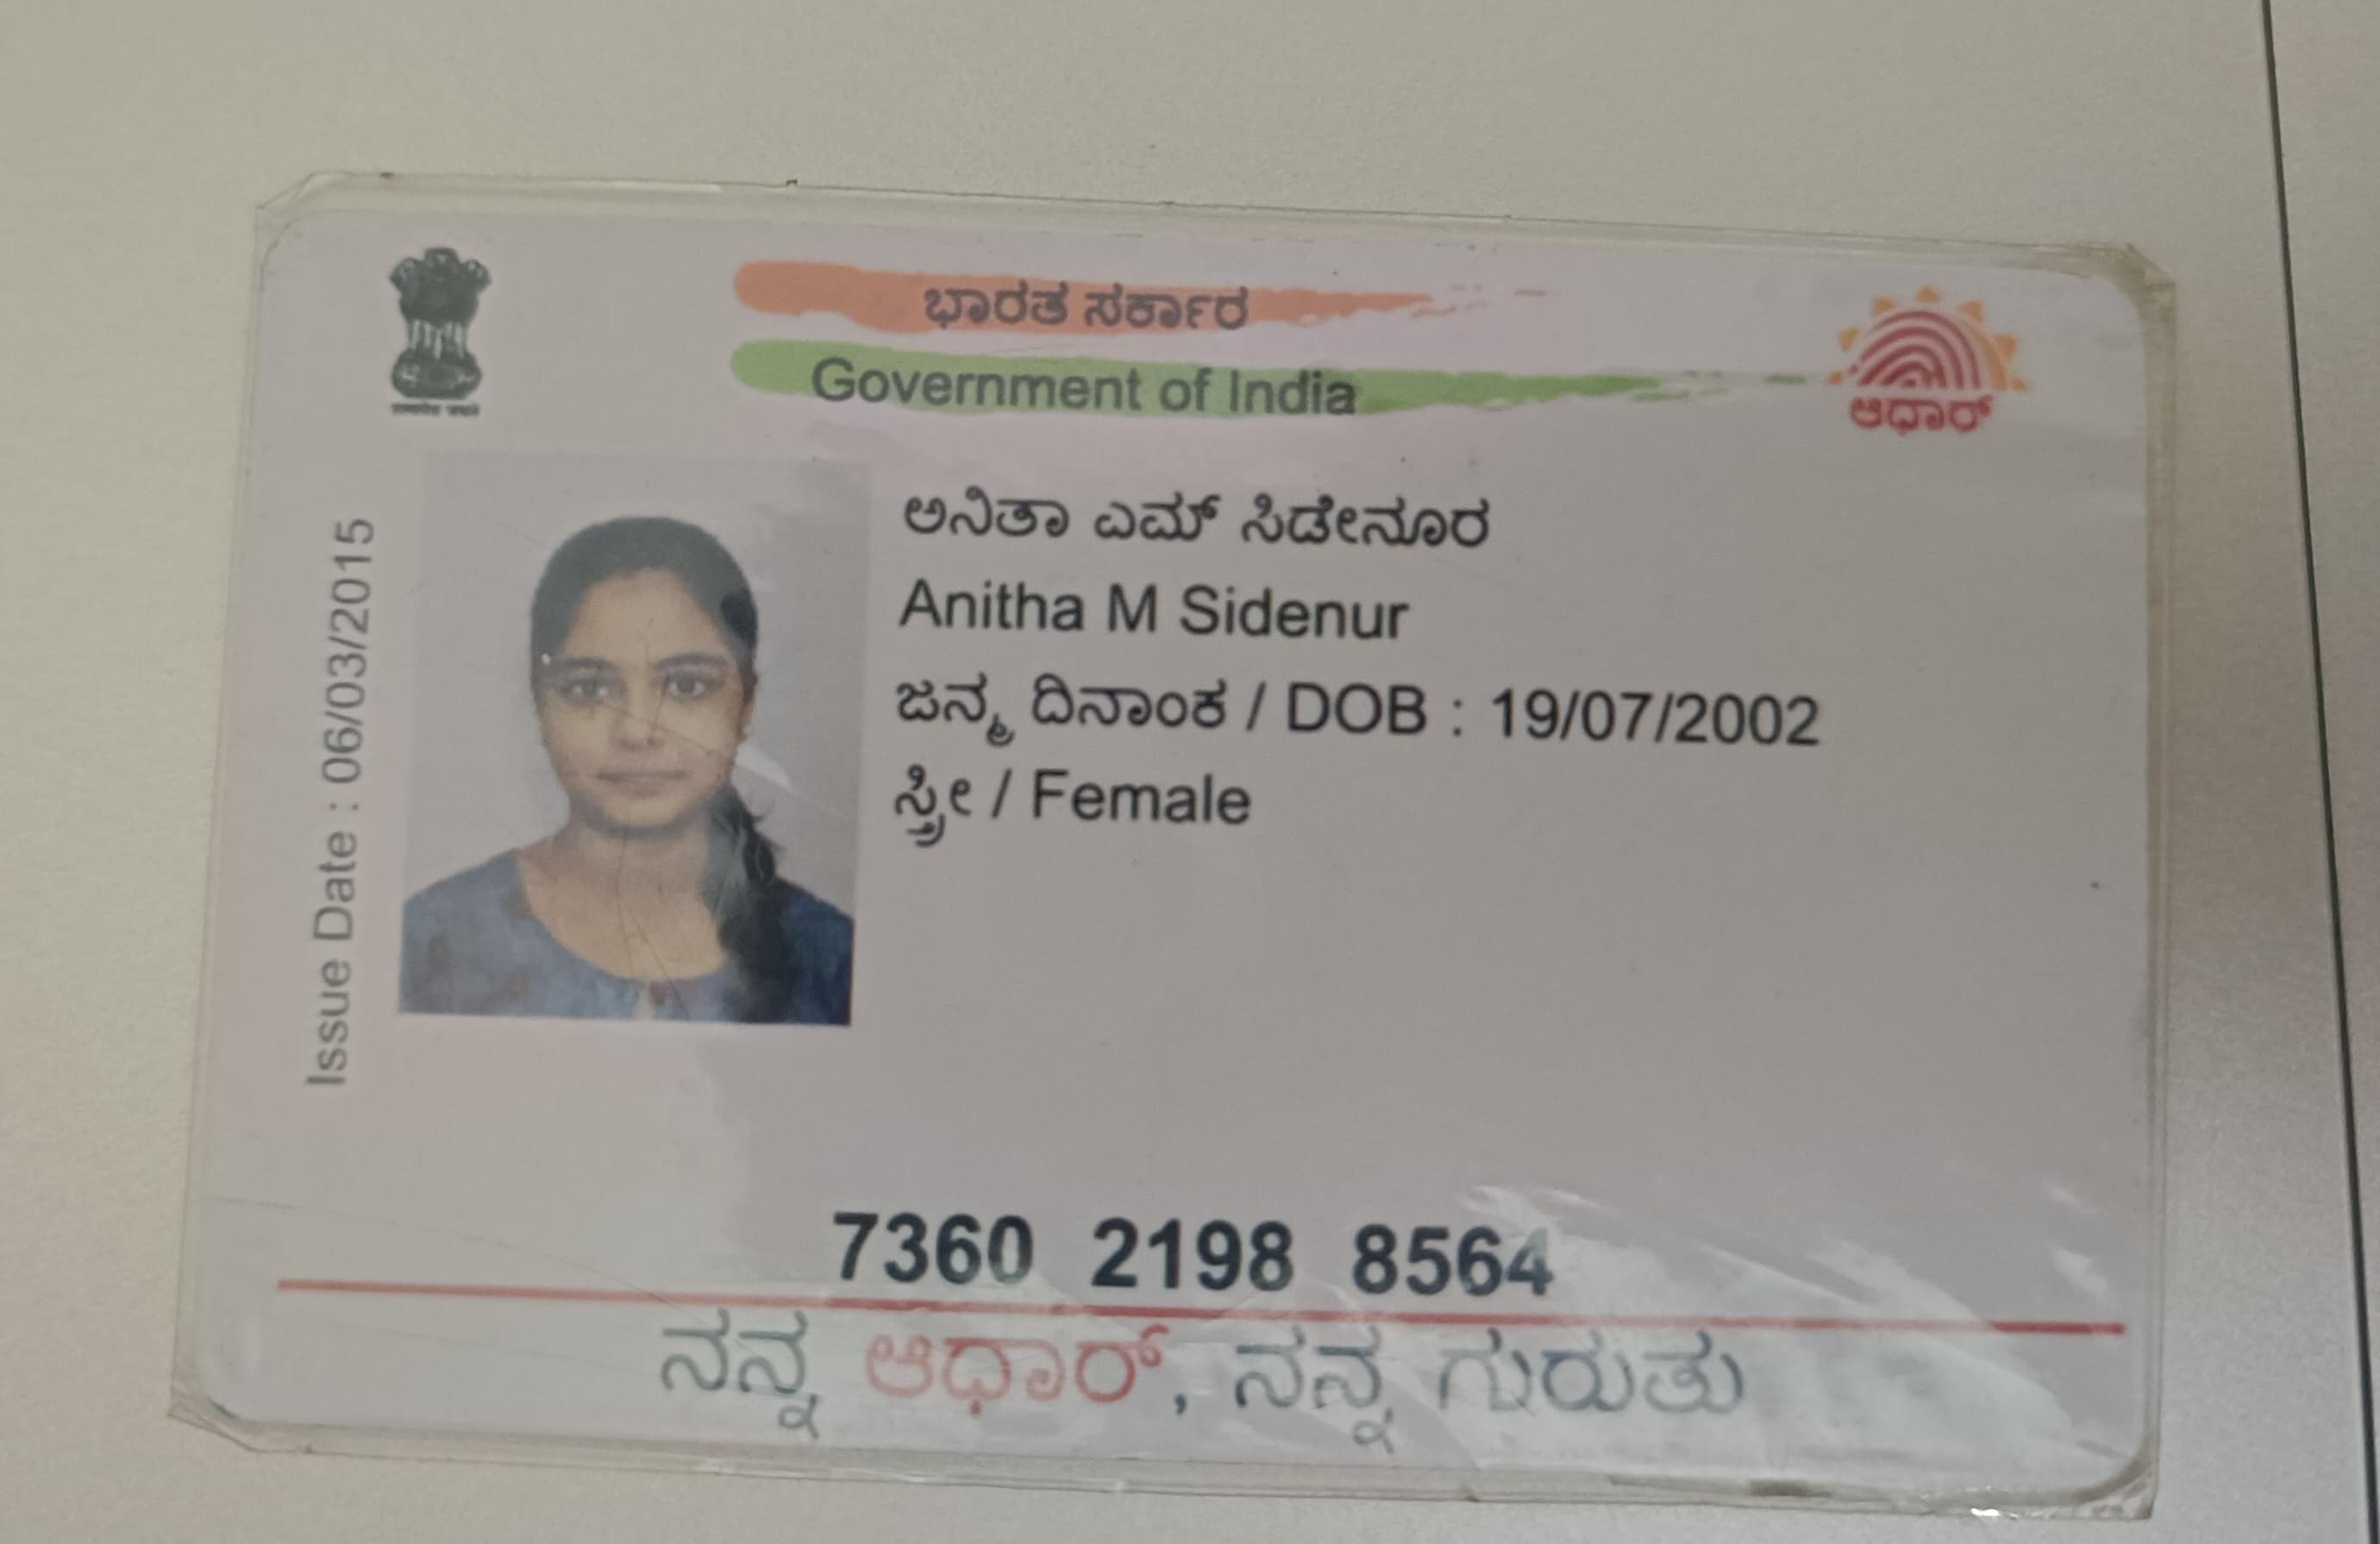 ಭಾರತ ಸರ್ಕಾರ
Government of India
ಆಧಾರ್
Issue Date : 06/03/2015
ಅನಿತಾ ಎಮ್ ಸಿಡೇನೂರ
Anitha M Sidenur
ಜನ್ಮ ದಿನಾಂಕ / DOB : 19/07/2002
ಸ್ತ್ರೀ / Female
7360 2198 8564
ನನ್ನ ಆಧಾರ್, ನನ್ನ ಗುರುತು